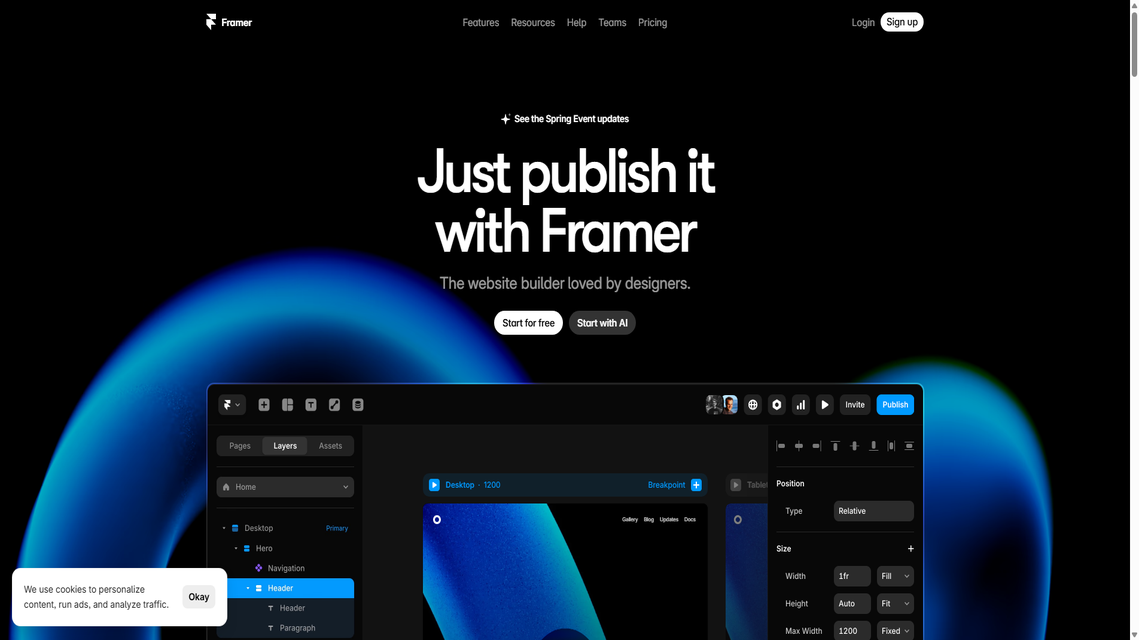 Framer
Features Resources Help Teams Pricing
Login Sign up
See the Spring Event updates
Just publish it
with Framer
The website builder loved by designers.
Start for free Start with AI
Invite Publish
Pages Layers Assets
Home
Desktop Primary
Hero
Navigation
Header
Header
Paragraph
Desktop · 1200 Breakpoint
Tablet
Gallery Blog Updates Docs
Position
Type Relative
Size
Width 1fr Fill
Height Auto Fit
Max Width 1200 Fixed
We use cookies to personalize
content, run ads, and analyze traffic.
Okay